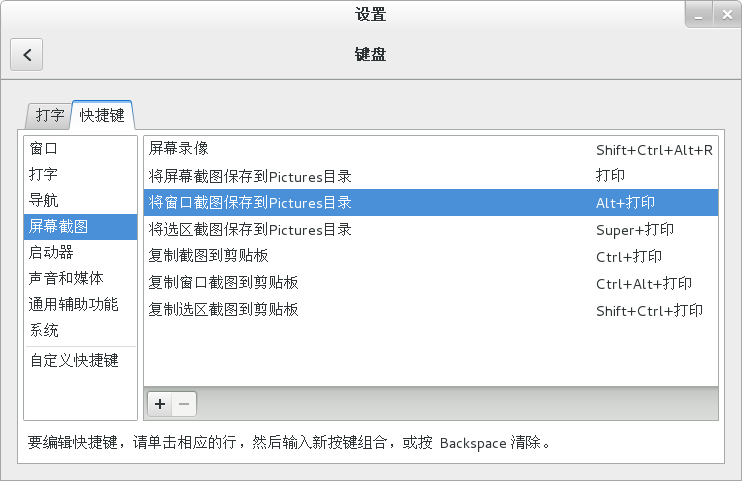 设置
键盘
打字
快捷键
窗口
打字
导航
屏幕截图
启动器
声音和媒体
通用辅助功能
系统
自定义快捷键
屏幕录像 Shift+Ctrl+Alt+R
将屏幕截图保存到Pictures目录 打印
将窗口截图保存到Pictures目录 Alt+打印
将选区截图保存到Pictures目录 Super+打印
复制截图到剪贴板 Ctrl+打印
复制窗口截图到剪贴板 Ctrl+Alt+打印
复制选区截图到剪贴板 Shift+Ctrl+打印
要编辑快捷键，请单击相应的行，然后输入新按键组合，或按 Backspace 清除。